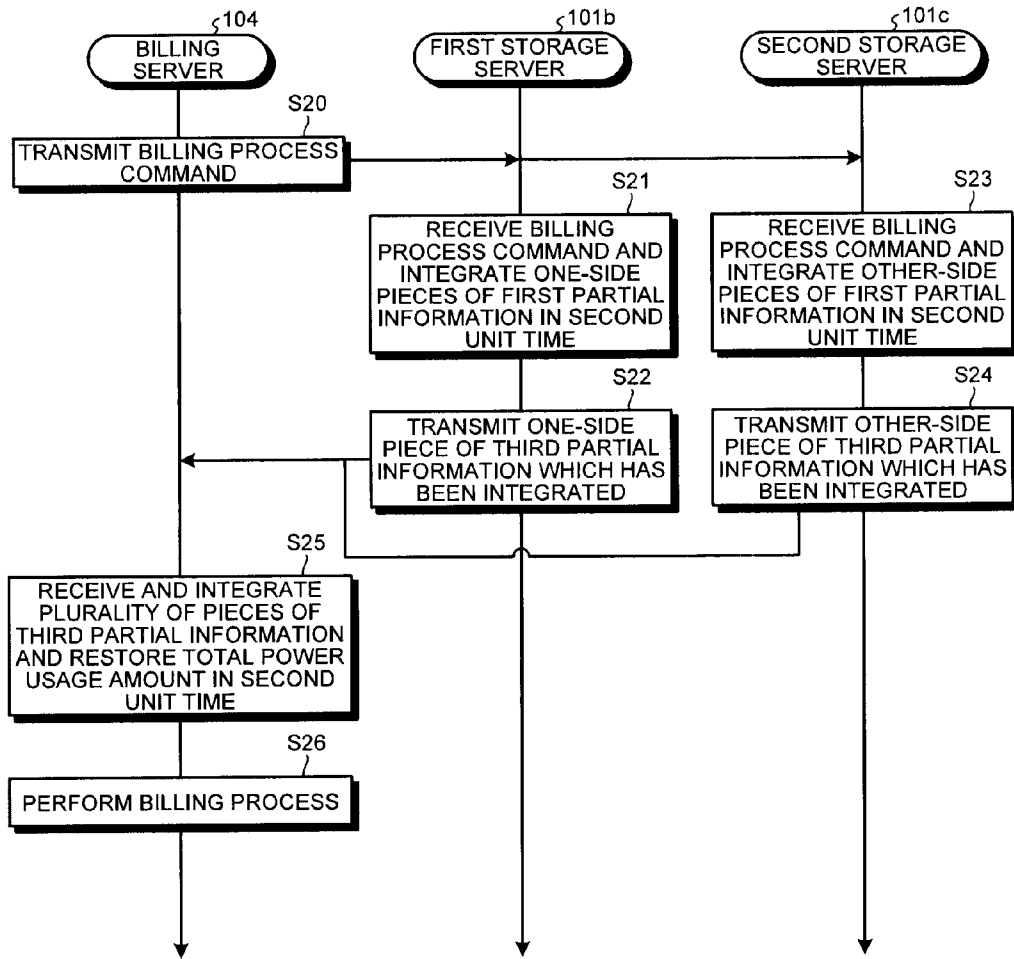 104
BILLING
SERVER
101b
FIRST STORAGE
SERVER
101c
SECOND STORAGE
SERVER
S20
TRANSMIT BILLING PROCESS
COMMAND
S21
RECEIVE BILLING
PROCESS COMMAND AND
INTEGRATE ONE-SIDE
PIECES OF FIRST PARTIAL
INFORMATION IN SECOND
UNIT TIME
S23
RECEIVE BILLING
PROCESS COMMAND AND
INTEGRATE OTHER-SIDE
PIECES OF FIRST PARTIAL
INFORMATION IN SECOND
UNIT TIME
S22
TRANSMIT ONE-SIDE
PIECE OF THIRD PARTIAL
INFORMATION WHICH HAS
BEEN INTEGRATED
S24
TRANSMIT OTHER-SIDE
PIECE OF THIRD PARTIAL
INFORMATION WHICH HAS
BEEN INTEGRATED
S25
RECEIVE AND INTEGRATE
PLURALITY OF PIECES OF
THIRD PARTIAL INFORMATION
AND RESTORE TOTAL POWER
USAGE AMOUNT IN SECOND
UNIT TIME
S26
PERFORM BILLING PROCESS